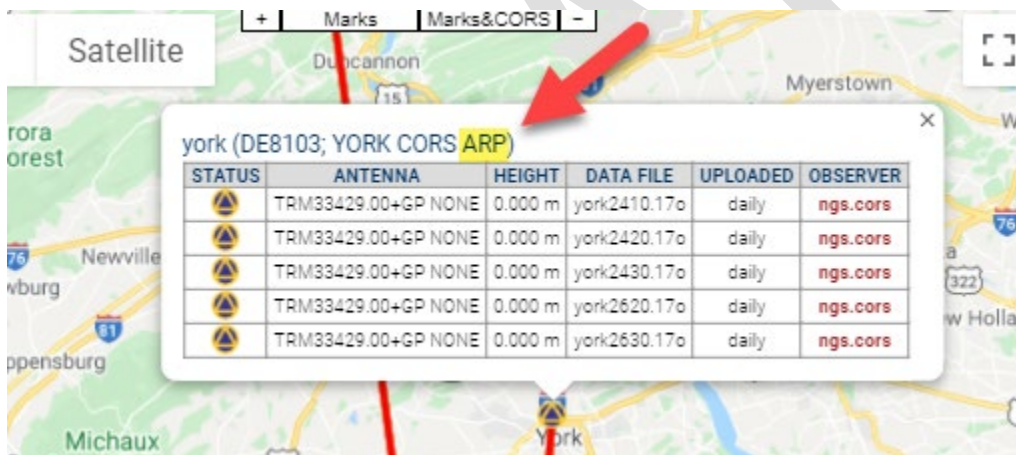 + Marks Marks&CORS -
Satellite
Duncannon
15
Myerstown
york (DE8103; YORK CORS ARP)
STATUS ANTENNA HEIGHT DATA FILE UPLOADED OBSERVER
TRM33429.00+GP NONE 0.000 m york2410.17o daily ngs.cors
TRM33429.00+GP NONE 0.000 m york2420.17o daily ngs.cors
TRM33429.00+GP NONE 0.000 m york2430.17o daily ngs.cors
TRM33429.00+GP NONE 0.000 m york2620.17o daily ngs.cors
TRM33429.00+GP NONE 0.000 m york2630.17o daily ngs.cors
rora
orest
W
76
Newville
wburg
81
ppensburg
76
a
322
w Holla
Michaux
York